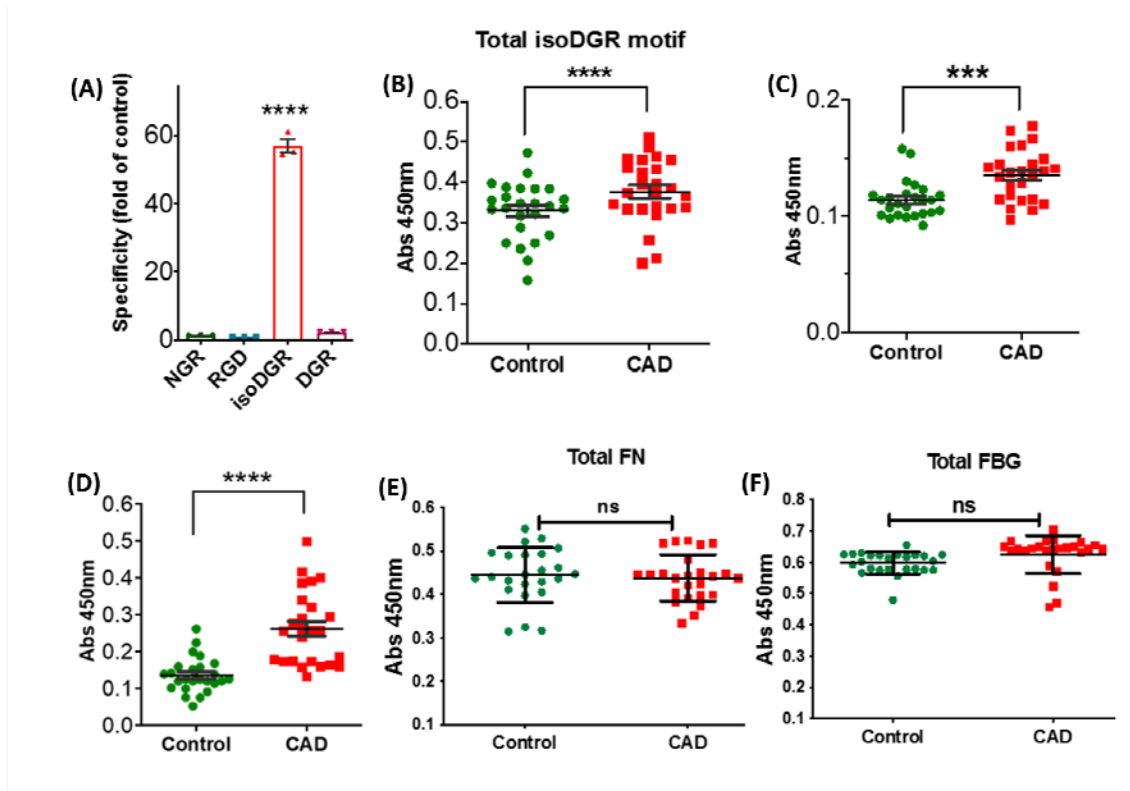 Total isoDGR motif
(A)
Specificity (fold of control)
60
40
20
0
****
NGR
RGD
isoDGR
DGR
(B)
****
Abs 450nm
0.6
0.5
0.4
0.3
0.2
0.1
0.0
Control
CAD
(C)
***
Abs 450nm
0.2
0.1
0.0
Control
CAD
(D)
****
Abs 450nm
0.6
0.5
0.4
0.3
0.2
0.1
0.0
Control
CAD
Total FN
(E)
ns
Abs 450nm
0.6
0.5
0.4
0.3
0.2
0.1
Control
CAD
Total FBG
(F)
ns
Abs 450nm
0.8
0.7
0.6
0.5
0.4
0.3
0.2
0.1
Control
CAD